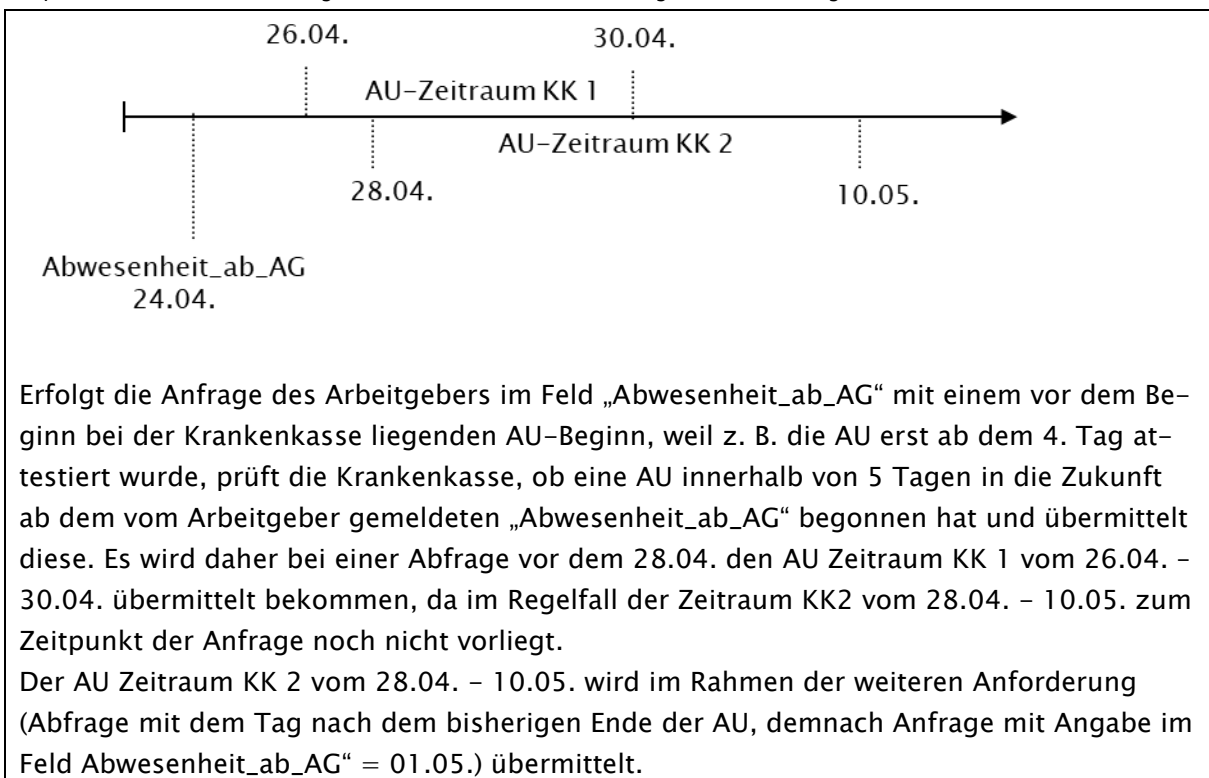 26.04.
30.04.
AU-Zeitraum KK 1
AU-Zeitraum KK 2
28.04.
10.05.
Abwesenheit_ab_AG
24.04.
Erfolgt die Anfrage des Arbeitgebers im Feld „Abwesenheit_ab_AG“ mit einem vor dem Be-
ginn bei der Krankenkasse liegenden AU-Beginn, weil z. B. die AU erst ab dem 4. Tag at-
testiert wurde, prüft die Krankenkasse, ob eine AU innerhalb von 5 Tagen in die Zukunft
ab dem vom Arbeitgeber gemeldeten „Abwesenheit_ab_AG“ begonnen hat und übermittelt
diese. Es wird daher bei einer Abfrage vor dem 28.04. den AU Zeitraum KK 1 vom 26.04. –
30.04. übermittelt bekommen, da im Regelfall der Zeitraum KK2 vom 28.04. – 10.05. zum
Zeitpunkt der Anfrage noch nicht vorliegt.
Der AU Zeitraum KK 2 vom 28.04. – 10.05. wird im Rahmen der weiteren Anforderung
(Abfrage mit dem Tag nach dem bisherigen Ende der AU, demnach Anfrage mit Angabe im
Feld Abwesenheit_ab_AG“ = 01.05.) übermittelt.